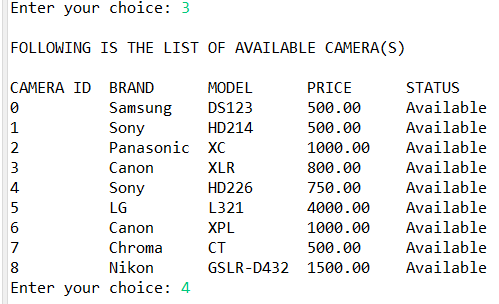 Enter your choice: 3
FOLLOWING IS THE LIST OF AVAILABLE CAMERA(S)
CAMERA ID BRAND MODEL PRICE STATUS
0 Samsung DS123 500.00 Available
1 Sony HD214 500.00 Available
2 Panasonic XC 1000.00 Available
3 Canon XLR 800.00 Available
4 Sony HD226 750.00 Available
5 LG L321 4000.00 Available
6 Canon XPL 1000.00 Available
7 Chroma CT 500.00 Available
8 Nikon GSLR-D432 1500.00 Available
Enter your choice: 4